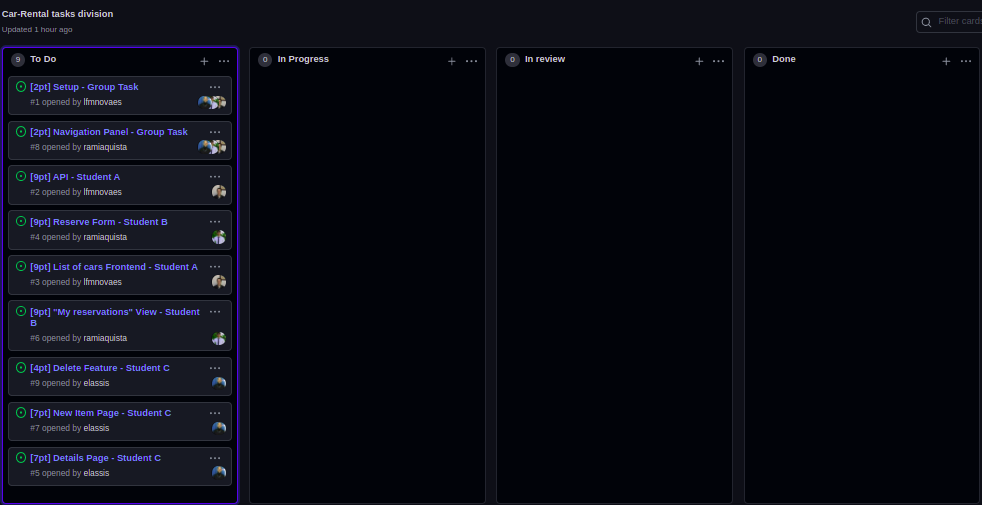 Car-Rental tasks division
Updated 1 hour ago
Filter cards
9 To Do
[2pt] Setup - Group Task
#1 opened by lfmnovaes
[2pt] Navigation Panel - Group Task
#8 opened by ramiaquista
[9pt] API - Student A
#2 opened by lfmnovaes
[9pt] Reserve Form - Student B
#4 opened by ramiaquista
[9pt] List of cars Frontend - Student A
#3 opened by lfmnovaes
[9pt] "My reservations" View - Student
B
#6 opened by ramiaquista
[4pt] Delete Feature - Student C
#9 opened by elassis
[7pt] New Item Page - Student C
#7 opened by elassis
[7pt] Details Page - Student C
#5 opened by elassis
0 In Progress
0 In review
0 Done